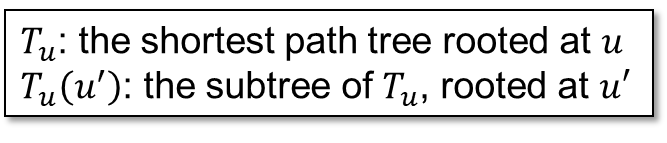 T_u: the shortest path tree rooted at u
T_u(u′): the subtree of T_u, rooted at u′